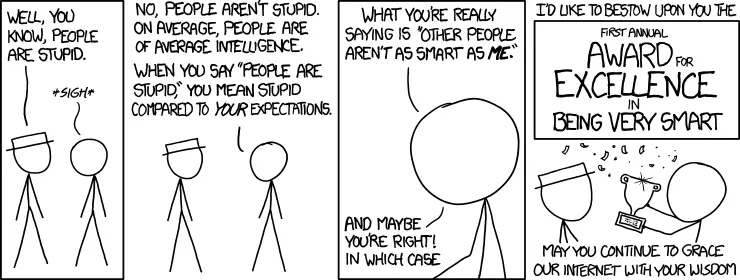 WELL, YOU
KNOW, PEOPLE
ARE STUPID.
*SIGH*
NO, PEOPLE AREN'T STUPID.
ON AVERAGE, PEOPLE ARE
OF AVERAGE INTELLIGENCE.
WHEN YOU SAY "PEOPLE ARE
STUPID," YOU MEAN STUPID
COMPARED TO YOUR EXPECTATIONS.
WHAT YOU'RE REALLY
SAYING IS "OTHER PEOPLE
AREN'T AS SMART AS ME."
AND MAYBE
YOU'RE RIGHT!
IN WHICH CASE
I'D LIKE TO BESTOW UPON YOU THE
FIRST ANNUAL
AWARD FOR
EXCELLENCE
IN
BEING VERY SMART
MAY YOU CONTINUE TO GRACE
OUR INTERNET WITH YOUR WISDOM